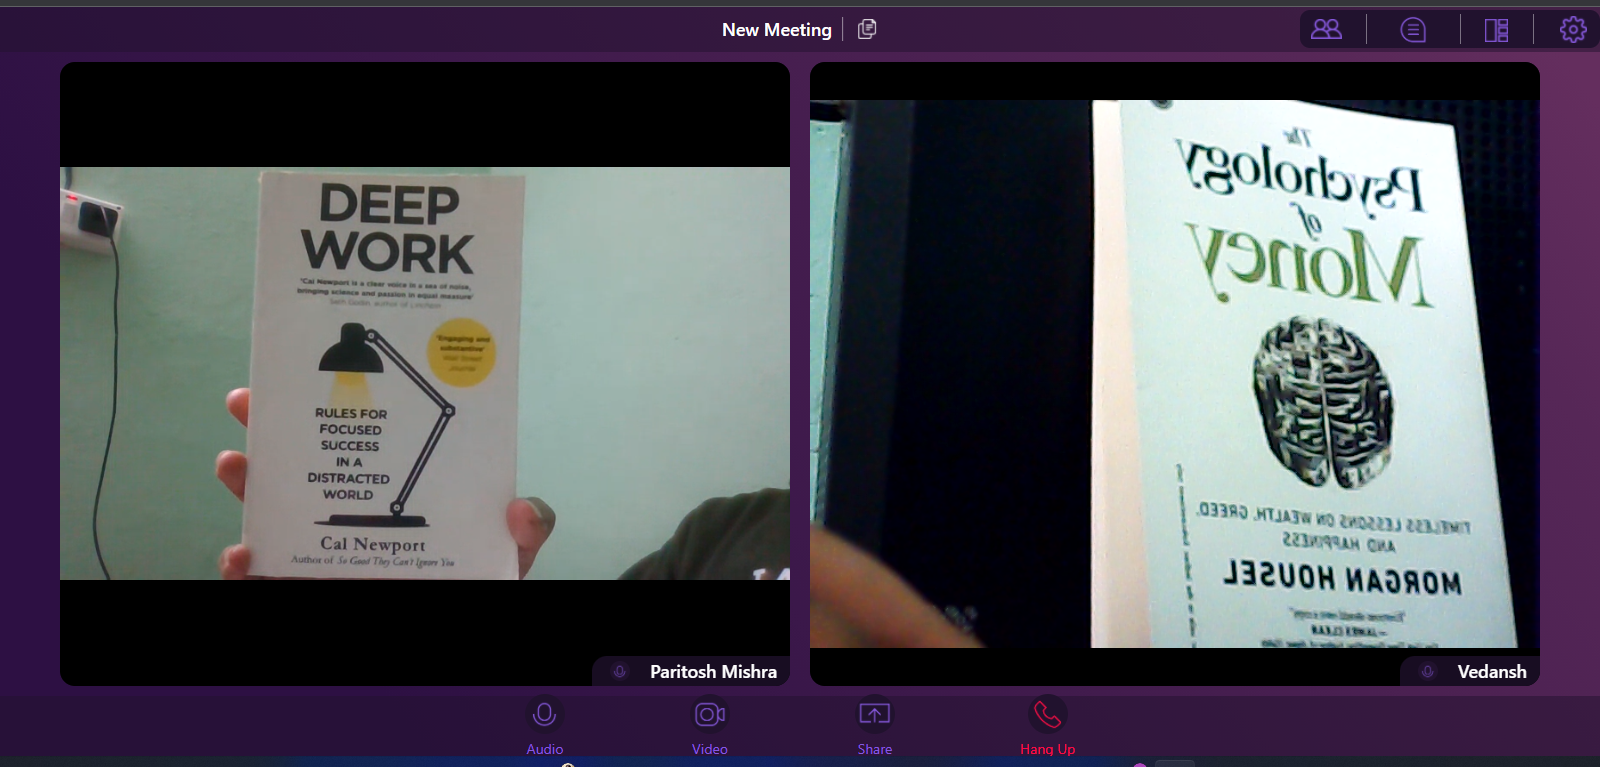 New Meeting
DEEP
WORK
'Cal Newport is a clear voice in a sea of noise,
bringing science and passion in equal measure'
Seth Godin, author of Linchpin
'Engaging and
substantive'
Wall Street
Journal
RULES FOR
FOCUSED
SUCCESS
IN A
DISTRACTED
WORLD
Cal Newport
Author of So Good They Can't Ignore You
Paritosh Mishra
The
Psychology
of
Money
TIMELESS LESSONS ON WEALTH, GREED,
AND HAPPINESS
MORGAN HOUSEL
—JAMES CLEAR
Vedansh
Audio
Video
Share
Hang Up